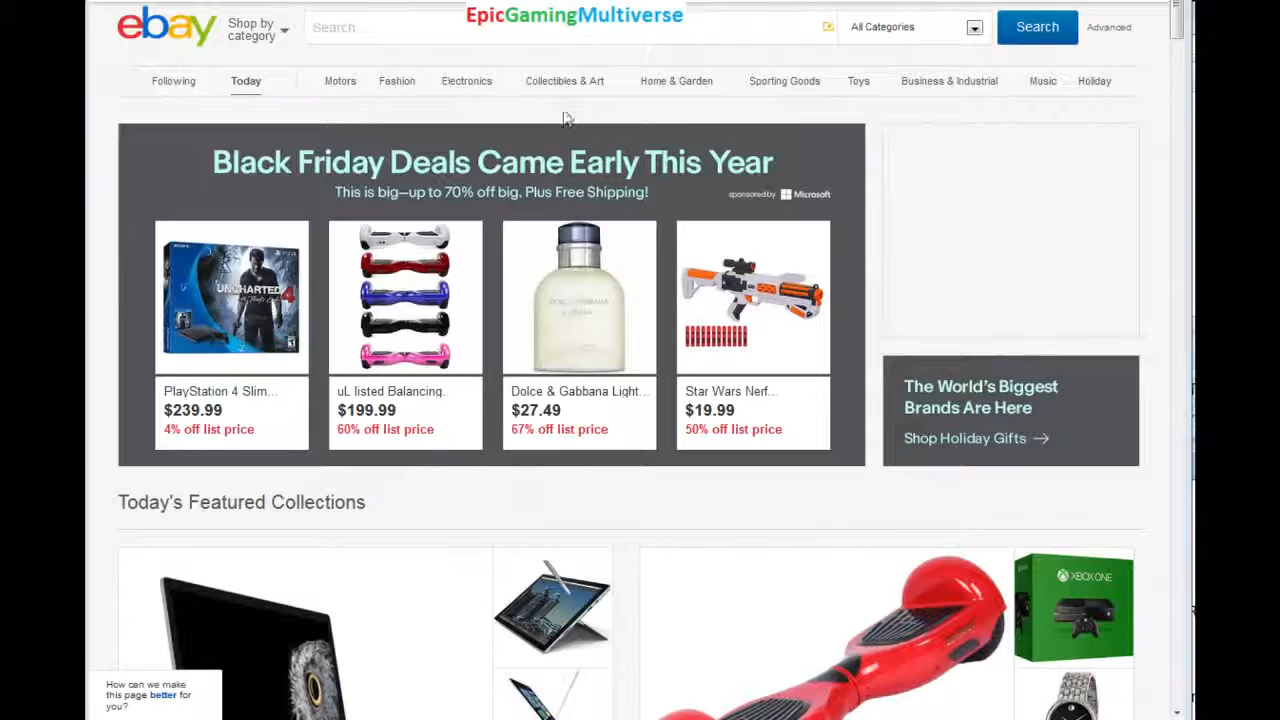 EpicGamingMultiverse
ebay
Shop by
category
Search...
All Categories
Search
Advanced
Following
Today
Motors
Fashion
Electronics
Collectibles & Art
Home & Garden
Sporting Goods
Toys
Business & Industrial
Music
Holiday
Black Friday Deals Came Early This Year
This is big—up to 70% off big. Plus Free Shipping!
sponsored by Microsoft
UNCHARTED 4
PlayStation 4 Slim...
$239.99
4% off list price
uL listed Balancing...
$199.99
60% off list price
Dolce & Gabbana Light...
$27.49
67% off list price
Star Wars Nerf...
$19.99
50% off list price
The World's Biggest
Brands Are Here
Shop Holiday Gifts →
Today's Featured Collections
XBOX ONE
How can we make
this page better for
you?